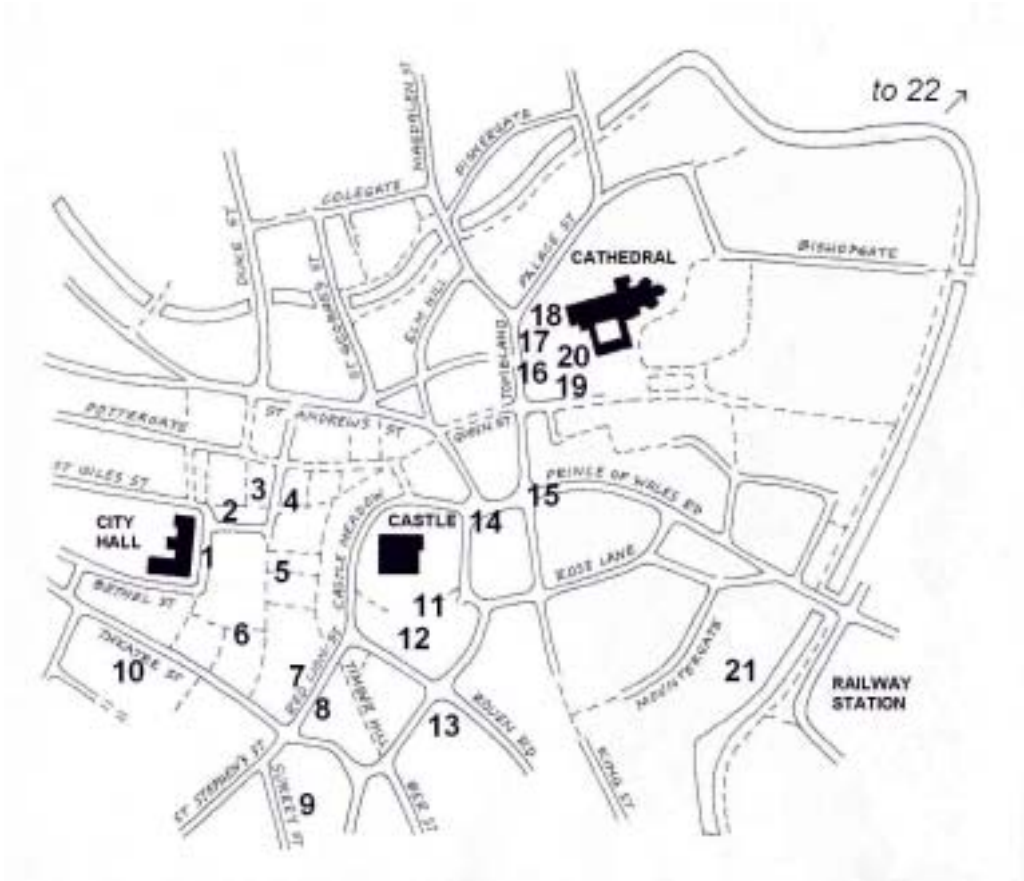 to 22
MAGDALEN ST
FISHERGATE
COLEGATE
DUKE ST
ST GEORGES ST
ELM HILL
PALACE ST
CATHEDRAL
BISHOPGATE
TOMBLAND
18
17
20
16
19
POTTERGATE
ST ANDREWS ST
QUEEN ST
ST GILES ST
PRINCE OF WALES RD
3
4
2
15
CITY
HALL
CASTLE
14
CASTLE MEADOW
1
5
ROSE LANE
BETHEL ST
11
12
6
THEATRE ST
10
7
RED LION ST
8
TIMBER HILL
13
ROUEN RD
MOUNTERGATE
21
RAILWAY
STATION
ST STEPHEN'S ST
SURREY ST
9
BER ST
KING ST